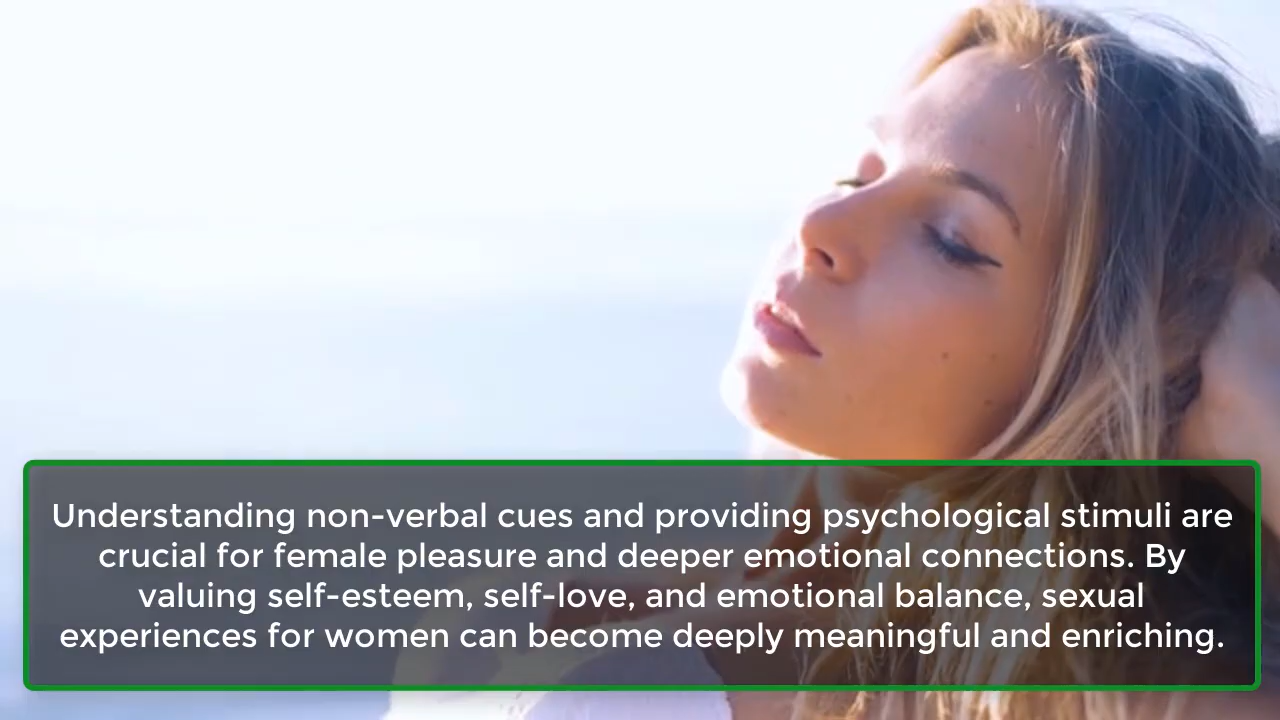 Understanding non-verbal cues and providing psychological stimuli are
crucial for female pleasure and deeper emotional connections. By
valuing self-esteem, self-love, and emotional balance, sexual
experiences for women can become deeply meaningful and enriching.